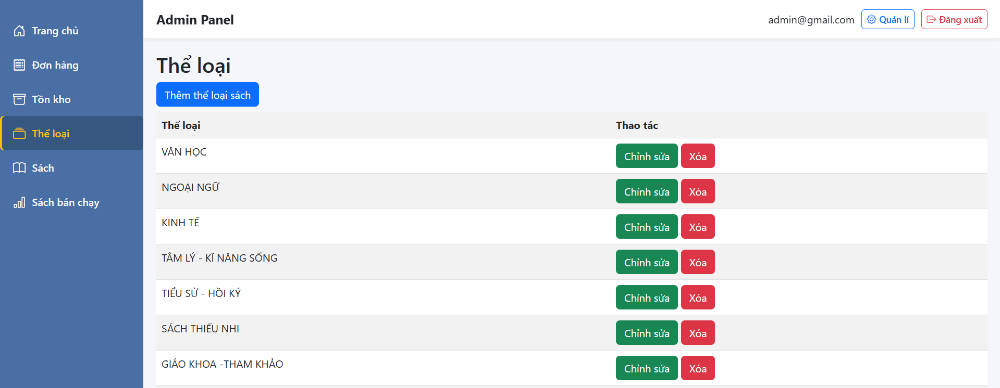 Trang chủ
Đơn hàng
Tồn kho
Thể loại
Sách
Sách bán chạy
Admin Panel
admin@gmail.com
Quản lí
Đăng xuất
Thể loại
Thêm thể loại sách
Thể loại Thao tác
VĂN HỌC Chỉnh sửa Xóa
NGOẠI NGỮ Chỉnh sửa Xóa
KINH TẾ Chỉnh sửa Xóa
TÂM LÝ - KĨ NĂNG SỐNG Chỉnh sửa Xóa
TIỂU SỬ - HỒI KÝ Chỉnh sửa Xóa
SÁCH THIẾU NHI Chỉnh sửa Xóa
GIÁO KHOA -THAM KHẢO Chỉnh sửa Xóa